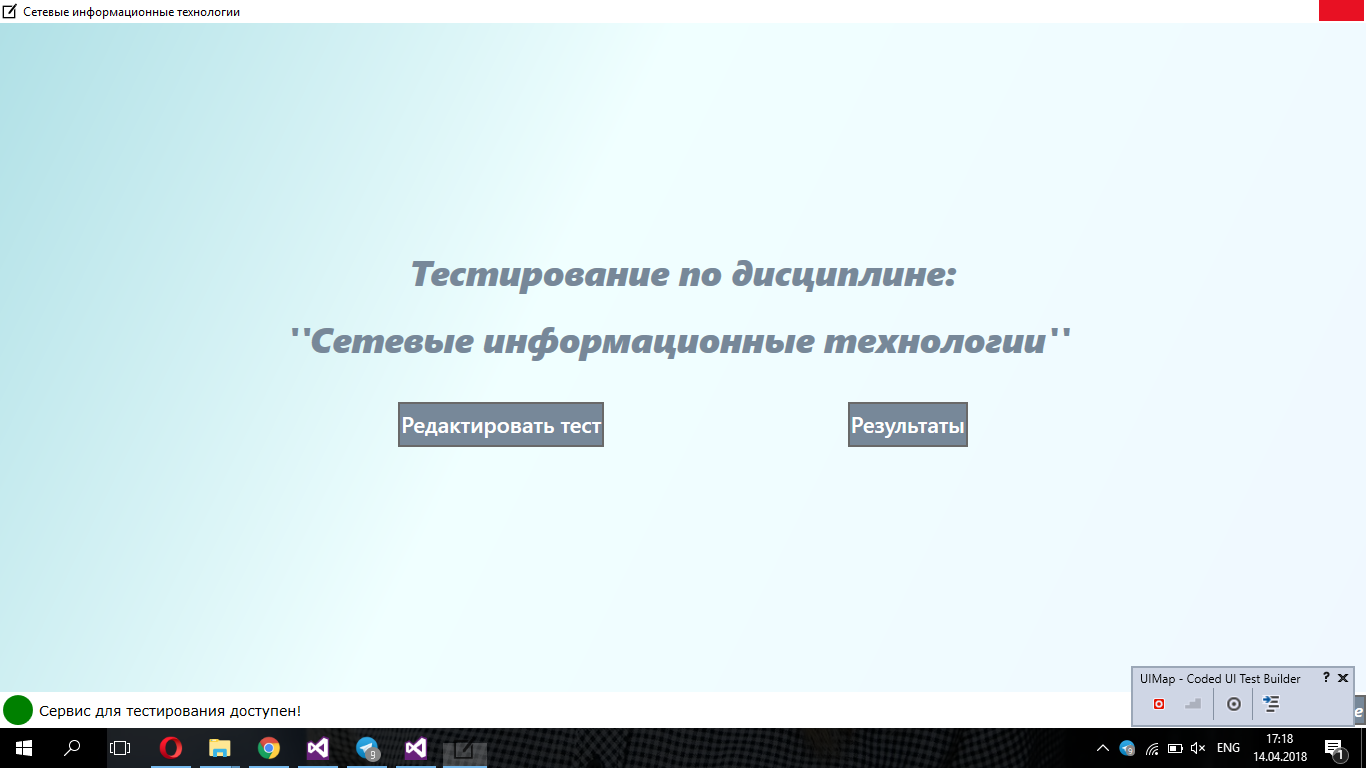 Сетевые информационные технологии
Тестирование по дисциплине:
''Сетевые информационные технологии''
Редактировать тест
Результаты
UIMap - Coded UI Test Builder
?
Сервис для тестирования доступен!
е
9
9
ENG
17:18
14.04.2018
1